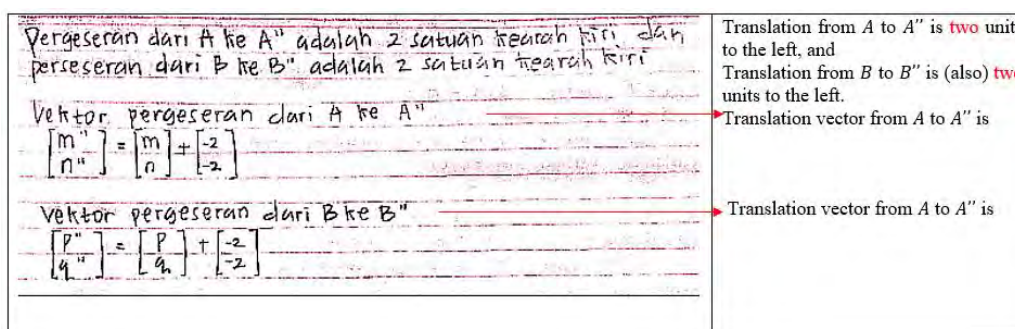 Pergeseran dari A ke A" adalah 2 satuan kearah kiri dan
perseseran dari B ke B" adalah 2 satuan kearah kiri
Vektor pergeseran dari A ke A"
[m" n"] = [m n] + [-2 -2]
Vektor pergeseran dari B ke B"
[P" q"] = [P q] + [-2 -2]
Translation from A to A″ is two unit
to the left, and
Translation from B to B″ is (also) tw
units to the left.
Translation vector from A to A″ is
Translation vector from A to A″ is